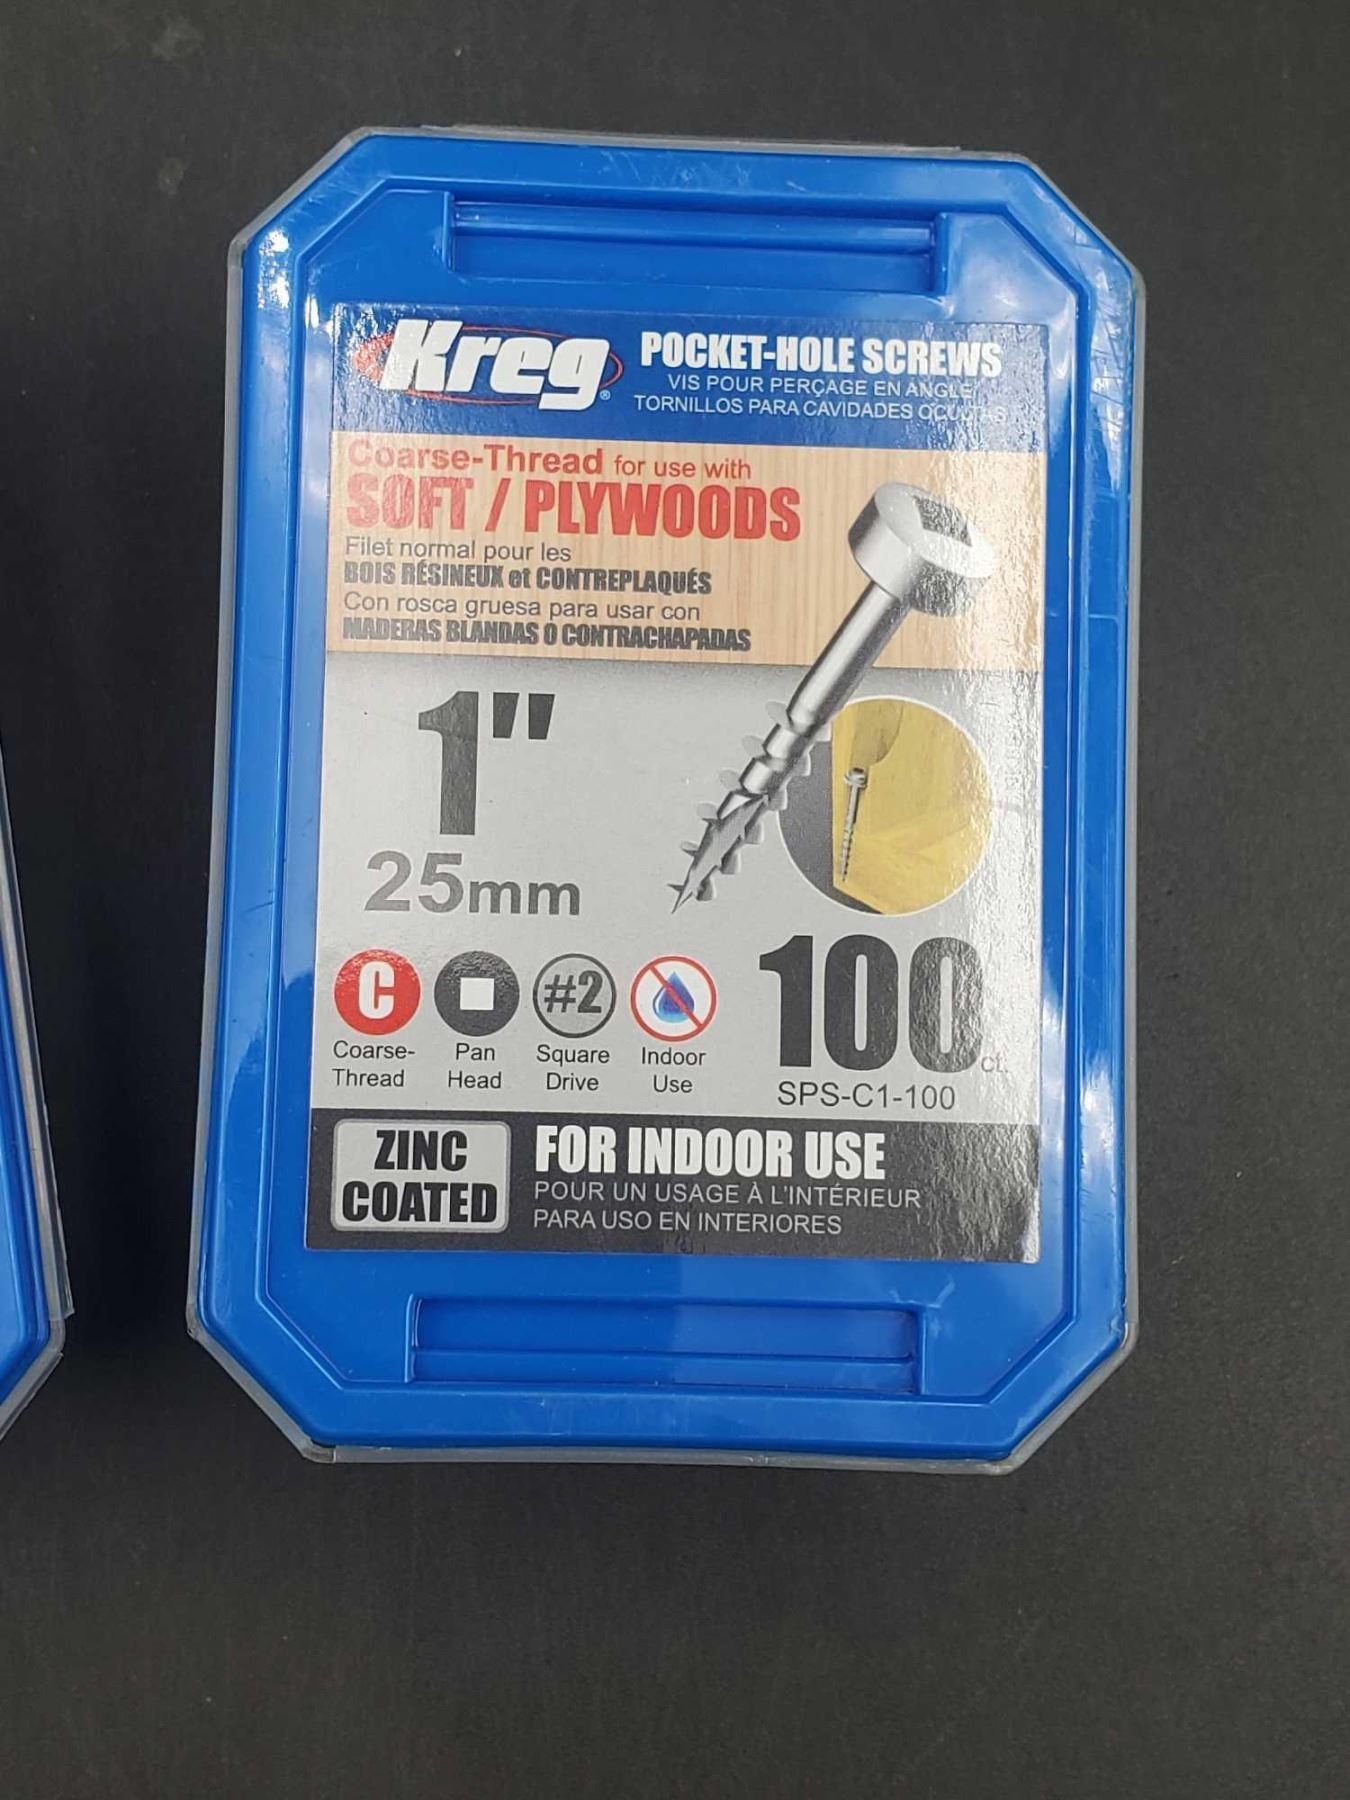 Kreg®
POCKET-HOLE SCREWS
VIS POUR PERÇAGE EN ANGLE
TORNILLOS PARA CAVIDADES OCULTAS
Coarse-Thread for use with
SOFT / PLYWOODS
Filet normal pour les
BOIS RÉSINEUX et CONTREPLAQUÉS
Con rosca gruesa para usar con
MADERAS BLANDAS O CONTRACHAPADAS
1"
25mm
C
Coarse-
Thread
Pan
Head
#2
Square
Drive
Indoor
Use
100 ct.
SPS-C1-100
ZINC
COATED
FOR INDOOR USE
POUR UN USAGE À L'INTÉRIEUR
PARA USO EN INTERIORES